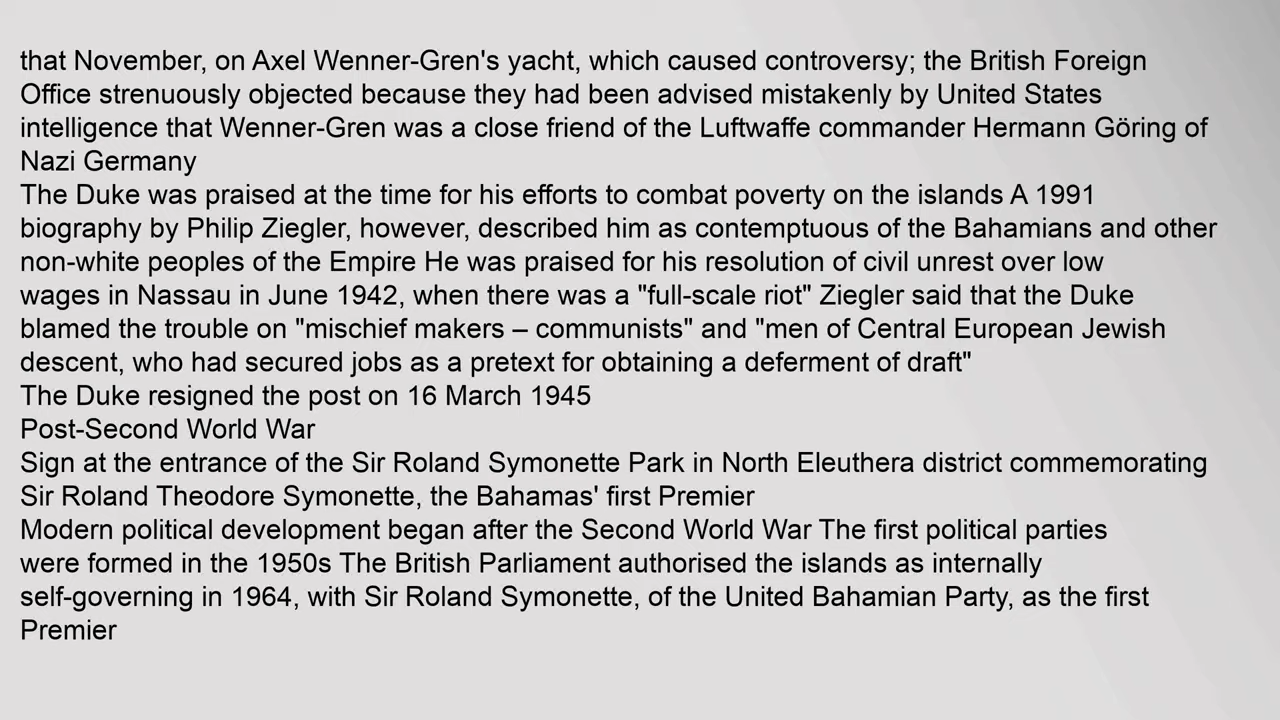 that November, on Axel Wenner-Gren's yacht, which caused controversy; the British Foreign
Office strenuously objected because they had been advised mistakenly by United States
intelligence that Wenner-Gren was a close friend of the Luftwaffe commander Hermann Göring of
Nazi Germany
The Duke was praised at the time for his efforts to combat poverty on the islands A 1991
biography by Philip Ziegler, however, described him as contemptuous of the Bahamians and other
non-white peoples of the Empire He was praised for his resolution of civil unrest over low
wages in Nassau in June 1942, when there was a "full-scale riot" Ziegler said that the Duke
blamed the trouble on "mischief makers – communists" and "men of Central European Jewish
descent, who had secured jobs as a pretext for obtaining a deferment of draft"
The Duke resigned the post on 16 March 1945
Post-Second World War
Sign at the entrance of the Sir Roland Symonette Park in North Eleuthera district commemorating
Sir Roland Theodore Symonette, the Bahamas' first Premier
Modern political development began after the Second World War The first political parties
were formed in the 1950s The British Parliament authorised the islands as internally
self-governing in 1964, with Sir Roland Symonette, of the United Bahamian Party, as the first
Premier